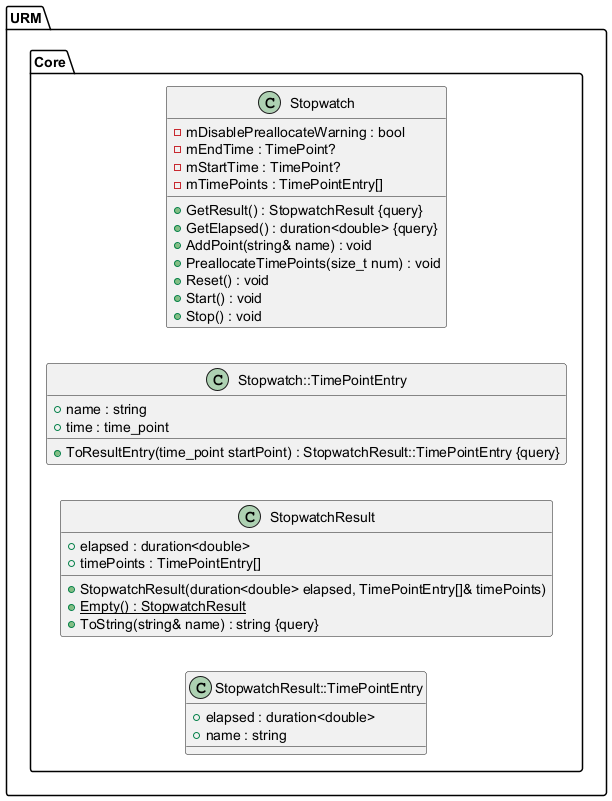 URM
Core
C Stopwatch
mDisablePreallocateWarning : bool
mEndTime : TimePoint?
mStartTime : TimePoint?
mTimePoints : TimePointEntry[]
GetResult() : StopwatchResult {query}
GetElapsed() : duration<double> {query}
AddPoint(string& name) : void
PreallocateTimePoints(size_t num) : void
Reset() : void
Start() : void
Stop() : void
C Stopwatch::TimePointEntry
name : string
time : time_point
ToResultEntry(time_point startPoint) : StopwatchResult::TimePointEntry {query}
C StopwatchResult
elapsed : duration<double>
timePoints : TimePointEntry[]
StopwatchResult(duration<double> elapsed, TimePointEntry[]& timePoints)
Empty() : StopwatchResult
ToString(string& name) : string {query}
C StopwatchResult::TimePointEntry
elapsed : duration<double>
name : string